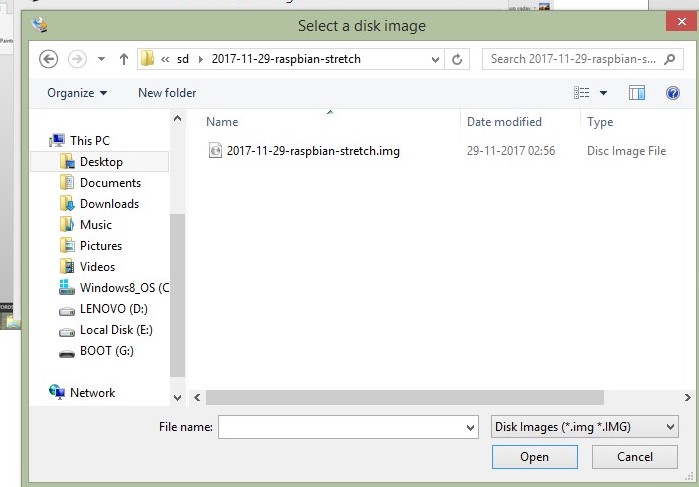 Select a disk image
« sd › 2017-11-29-raspbian-stretch
Search 2017-11-29-raspbian-s...
Organize
New folder
Name
Date modified
Type
2017-11-29-raspbian-stretch.img
29-11-2017 02:56
Disc Image File
This PC
Desktop
Documents
Downloads
Music
Pictures
Videos
Windows8_OS (C
LENOVO (D:)
Local Disk (E:)
BOOT (G:)
Network
File name:
Disk Images (*.img *.IMG)
Open
Cancel